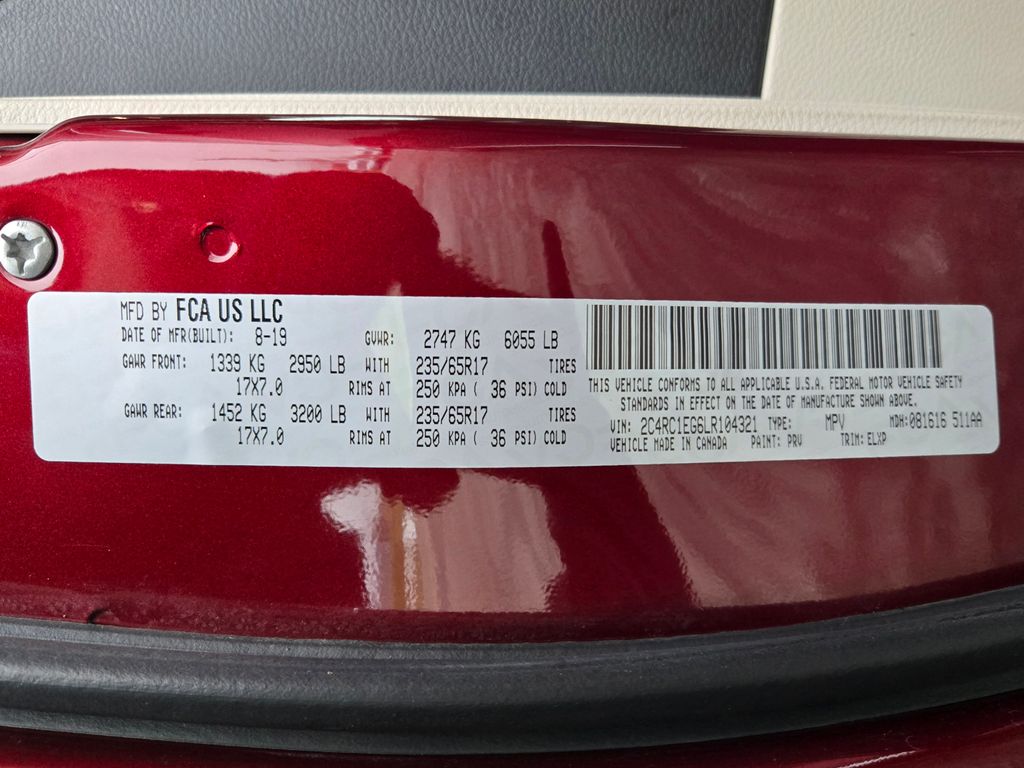 MFD BY FCA US LLC
DATE OF MFR(BUILT): 8-19 GVWR: 2747 KG 6055 LB
GAWR FRONT: 1339 KG 2950 LB WITH 235/65R17 TIRES
17X7.0 RIMS AT 250 KPA ( 36 PSI) COLD
GAWR REAR: 1452 KG 3200 LB WITH 235/65R17 TIRES
17X7.0 RIMS AT 250 KPA ( 36 PSI) COLD
THIS VEHICLE CONFORMS TO ALL APPLICABLE U.S.A. FEDERAL MOTOR VEHICLE SAFETY
STANDARDS IN EFFECT ON THE DATE OF MANUFACTURE SHOWN ABOVE.
VIN: 2C4RC1EG6LR104321 TYPE: MPV MDH:081616 511AA
VEHICLE MADE IN CANADA PAINT: PRV TRIM: ELXP